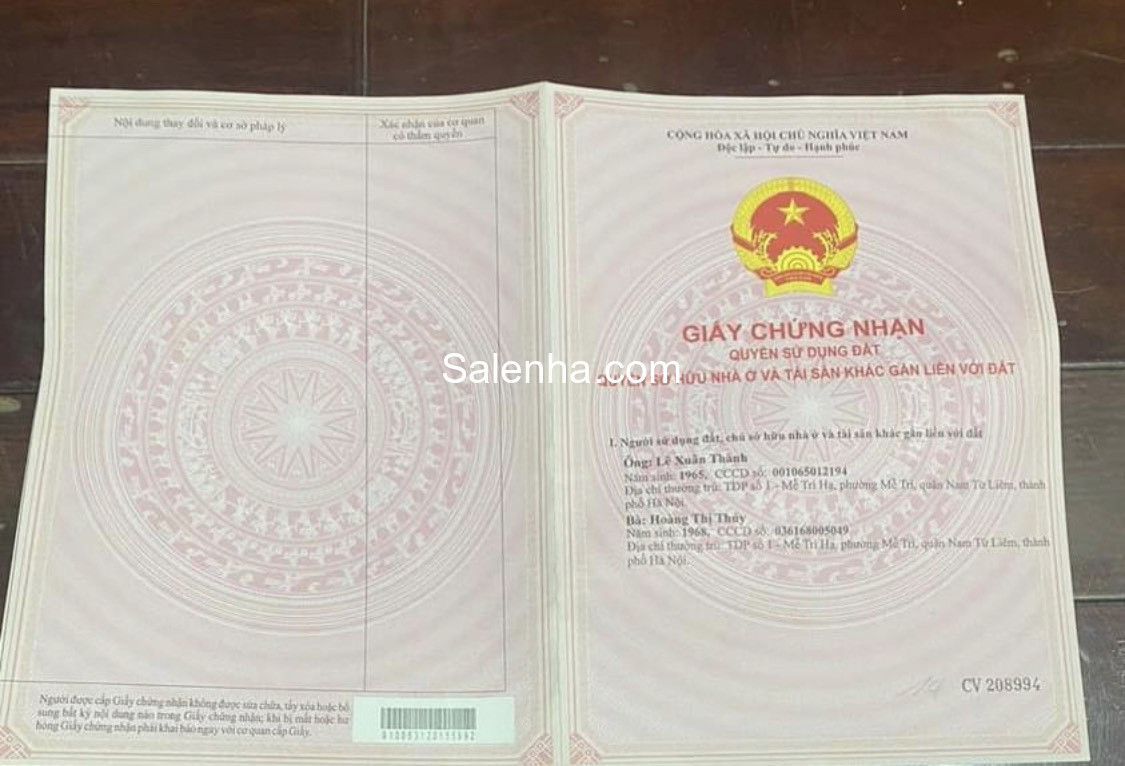 Nội dung thay đổi và cơ sở pháp lý
Xác nhận của cơ quan
có thẩm quyền
Người được cấp Giấy chứng nhận không được sửa chữa, tẩy xóa hoặc bổ
sung bất kỳ nội dung nào trong Giấy chứng nhận; khi bị mất hoặc hư
hỏng Giấy chứng nhận phải khai báo ngay với cơ quan cấp Giấy.
CỘNG HÒA XÃ HỘI CHỦ NGHĨA VIỆT NAM
Độc lập - Tự do - Hạnh phúc
GIẤY CHỨNG NHẬN
QUYỀN SỬ DỤNG ĐẤT
QUYỀN SỞ HỮU NHÀ Ở VÀ TÀI SẢN KHÁC GẮN LIỀN VỚI ĐẤT
Salenha.com
I. Người sử dụng đất, chủ sở hữu nhà ở và tài sản khác gắn liền với đất
Ông: Lê Xuân Thành
Năm sinh: 1965, CCCD số: 001065012194
Địa chỉ thường trú: TDP số 1 - Mễ Trì Hạ, phường Mễ Trì, quận Nam Từ Liêm, thành
phố Hà Nội.
Bà: Hoàng Thị Thúy
Năm sinh: 1968, CCCD số: 036168005049
Địa chỉ thường trú: TDP số 1 - Mễ Trì Hạ, phường Mễ Trì, quận Nam Từ Liêm, thành
phố Hà Nội.
CV 208994